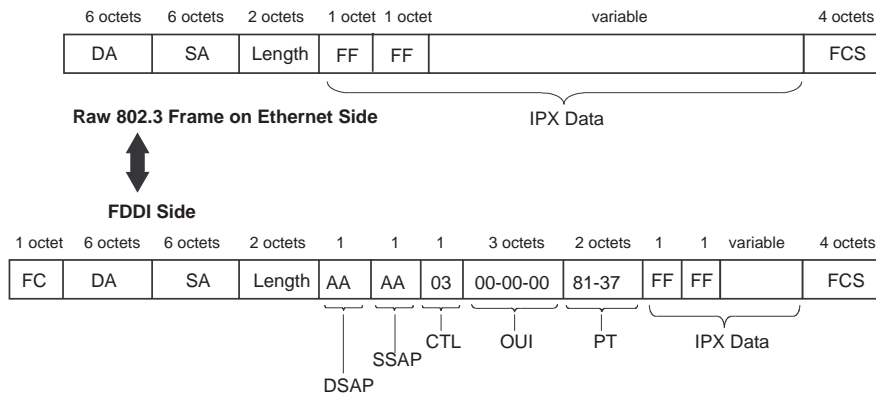 6 octets 6 octets 2 octets 1 octet 1 octet variable 4 octets
DA SA Length FF FF FCS
IPX Data
Raw 802.3 Frame on Ethernet Side
FDDI Side
1 octet 6 octets 6 octets 2 octets 1 1 1 3 octets 2 octets 1 1 variable 4 octets
FC DA SA Length AA AA 03 00-00-00 81-37 FF FF FCS
CTL OUI PT IPX Data
SSAP
DSAP